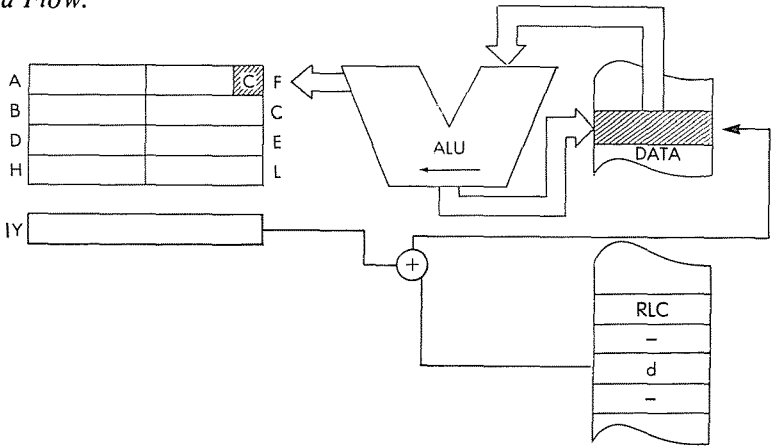 a Flow.
A C F
B C
D E
H L
ALU
DATA
IY
+
RLC
–
d
–